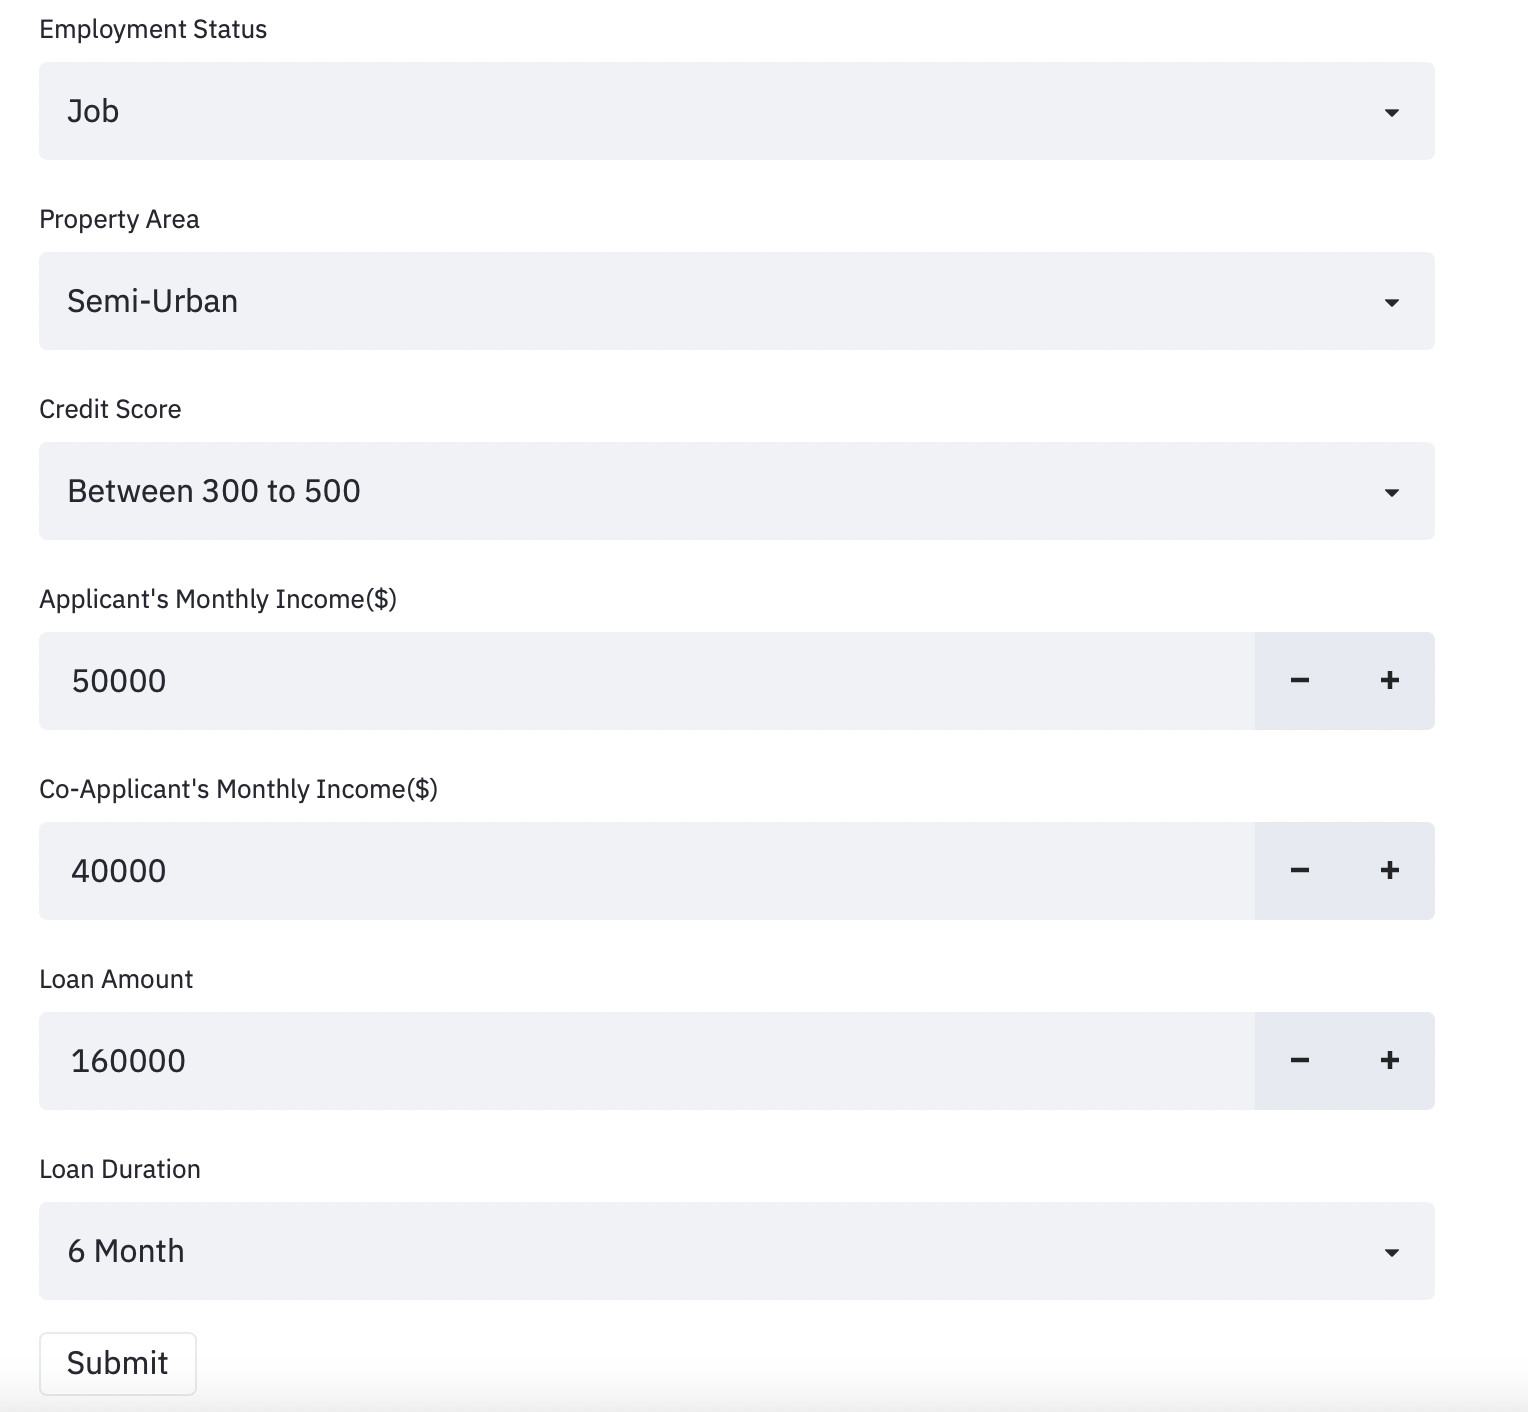 Employment Status
Job
Property Area
Semi-Urban
Credit Score
Between 300 to 500
Applicant's Monthly Income($)
50000
Co-Applicant's Monthly Income($)
40000
Loan Amount
160000
Loan Duration
6 Month
Submit